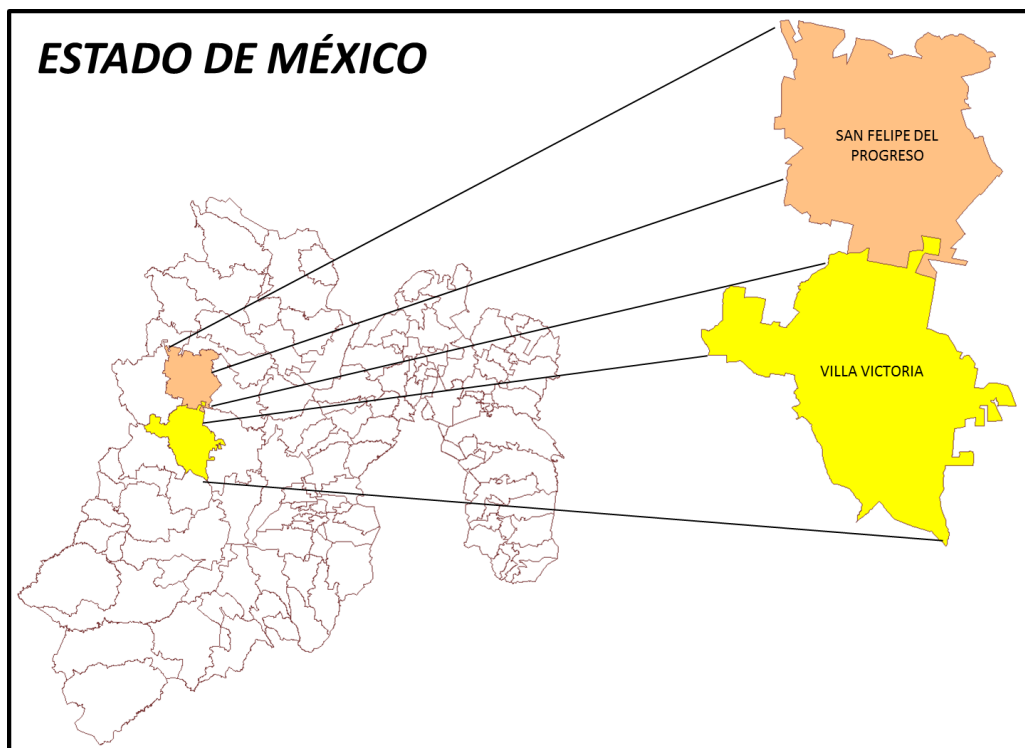 ESTADO DE MÉXICO
SAN FELIPE DEL
PROGRESO
VILLA VICTORIA